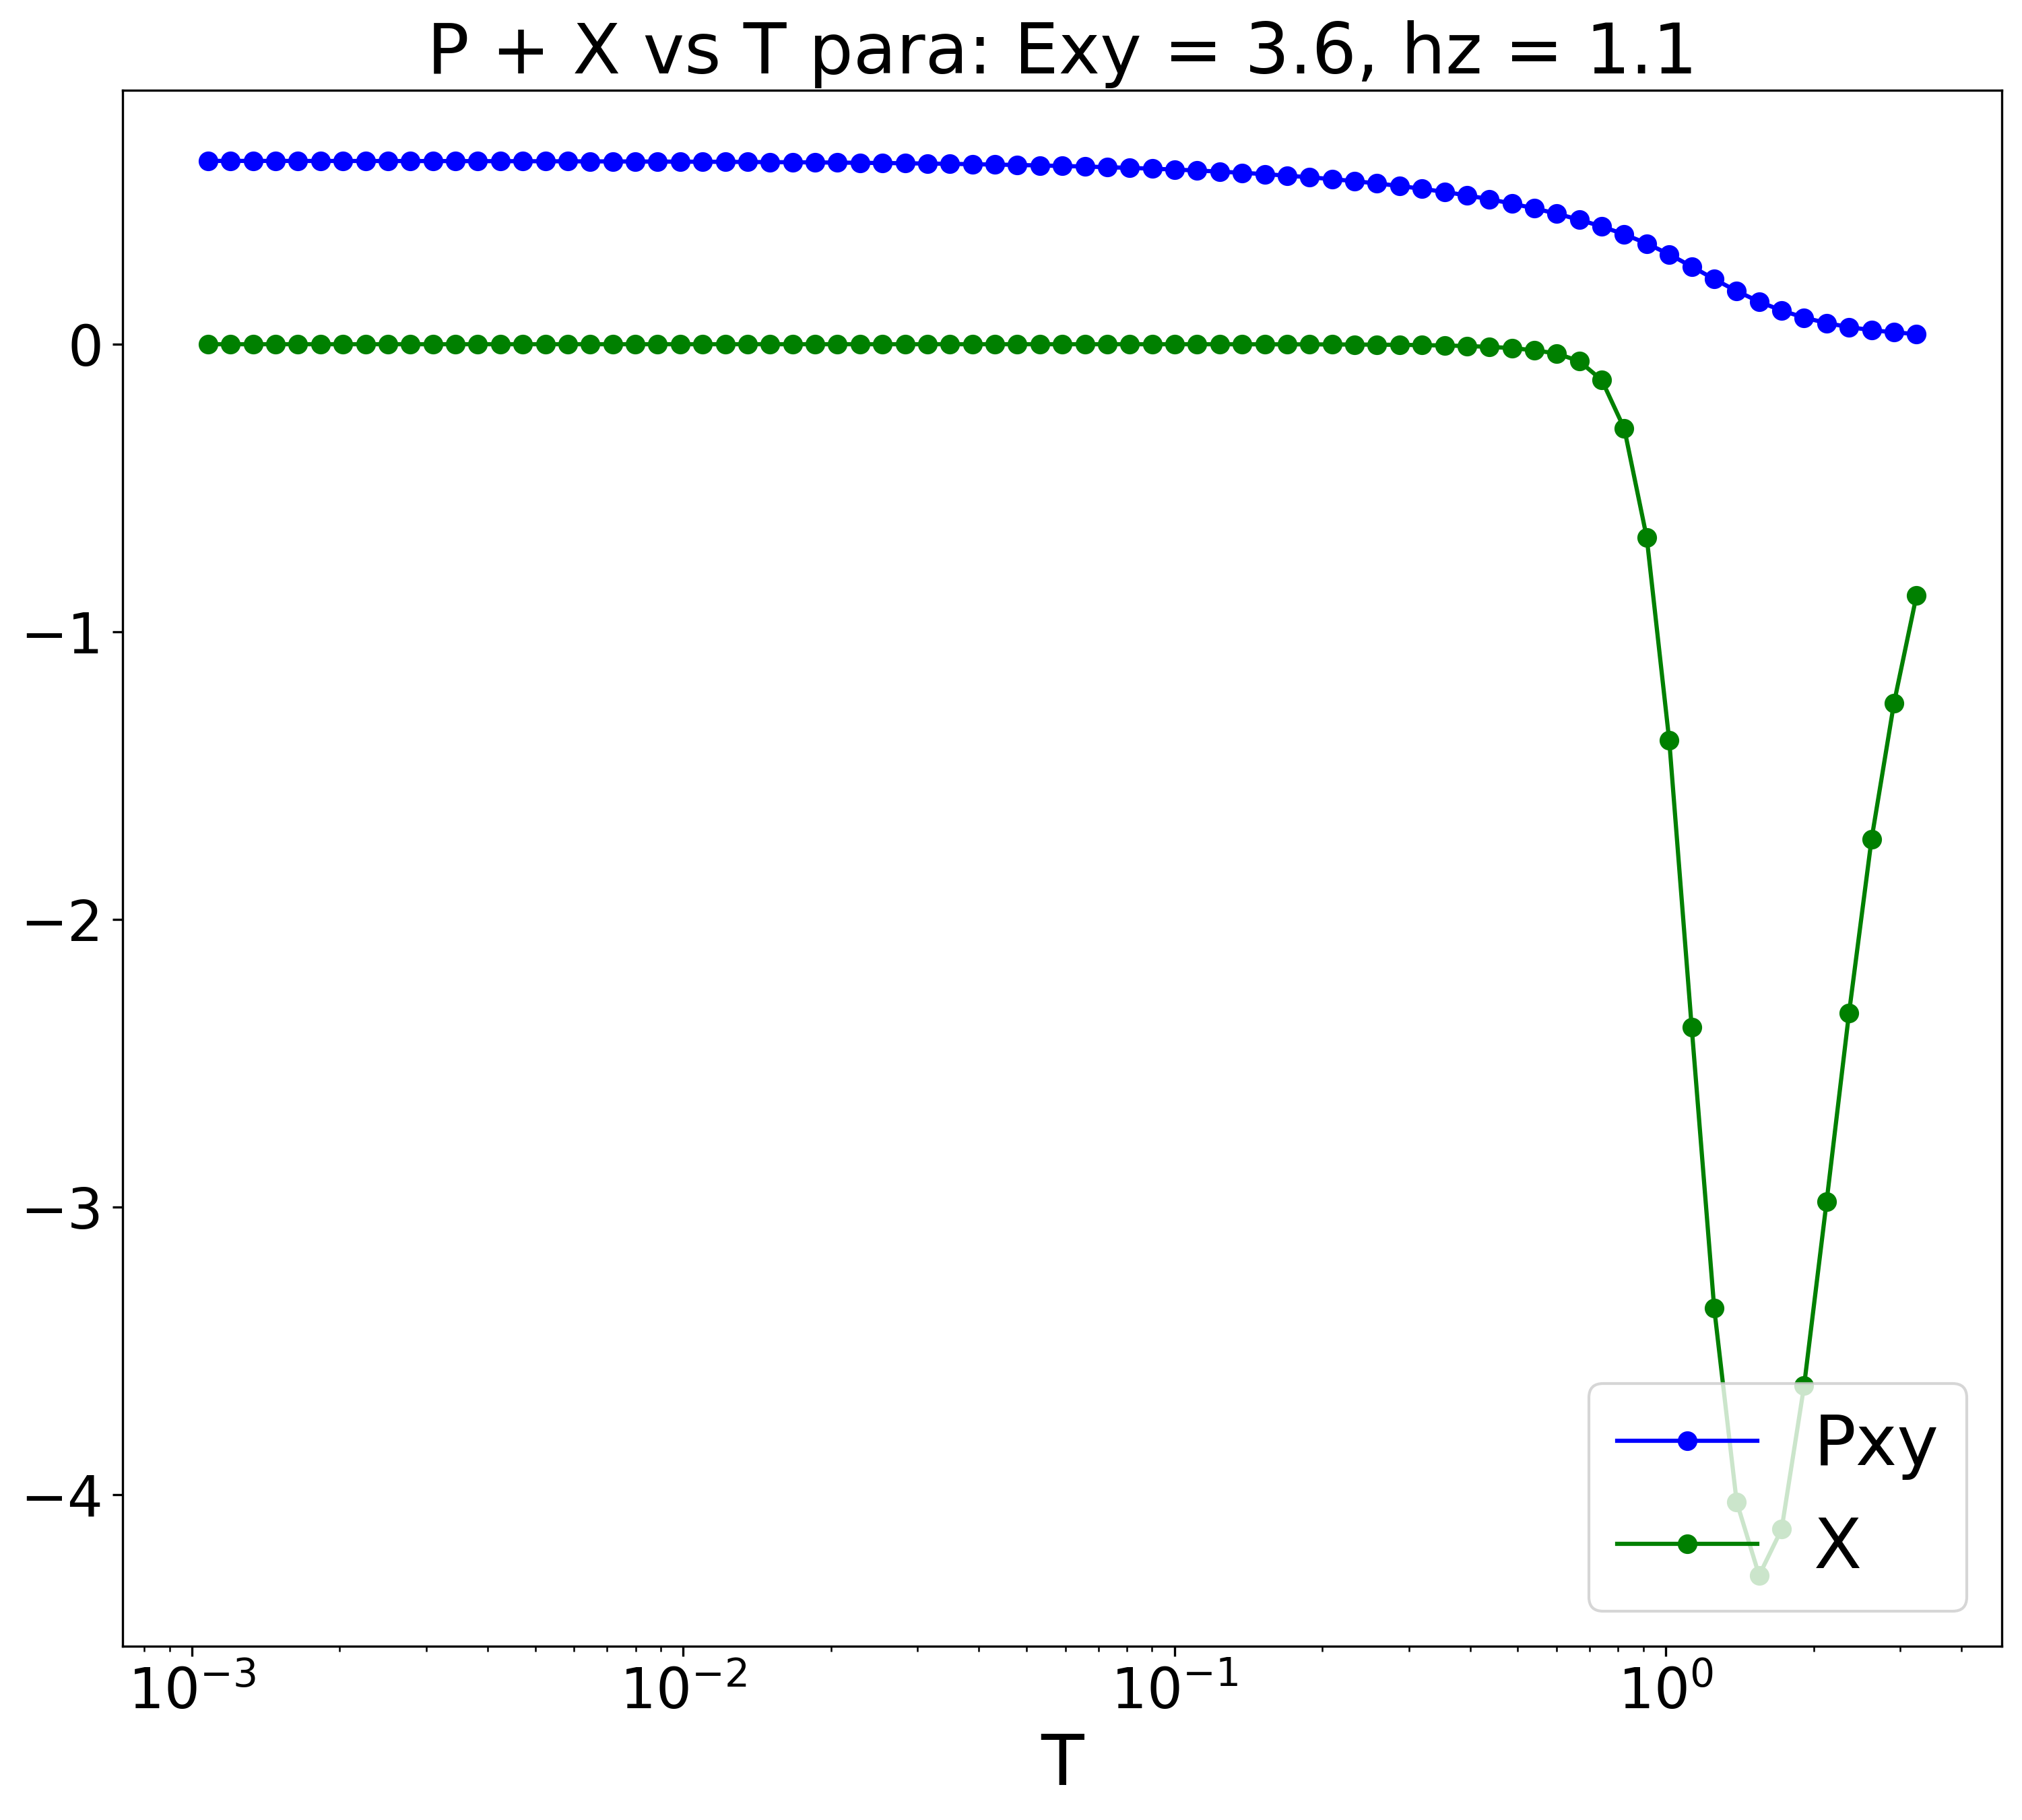 P + X vs T para: Exy = 3.6, hz = 1.1
0
−1
−2
−3
−4
Pxy
X
10⁻³ 10⁻² 10⁻¹ 10⁰
T